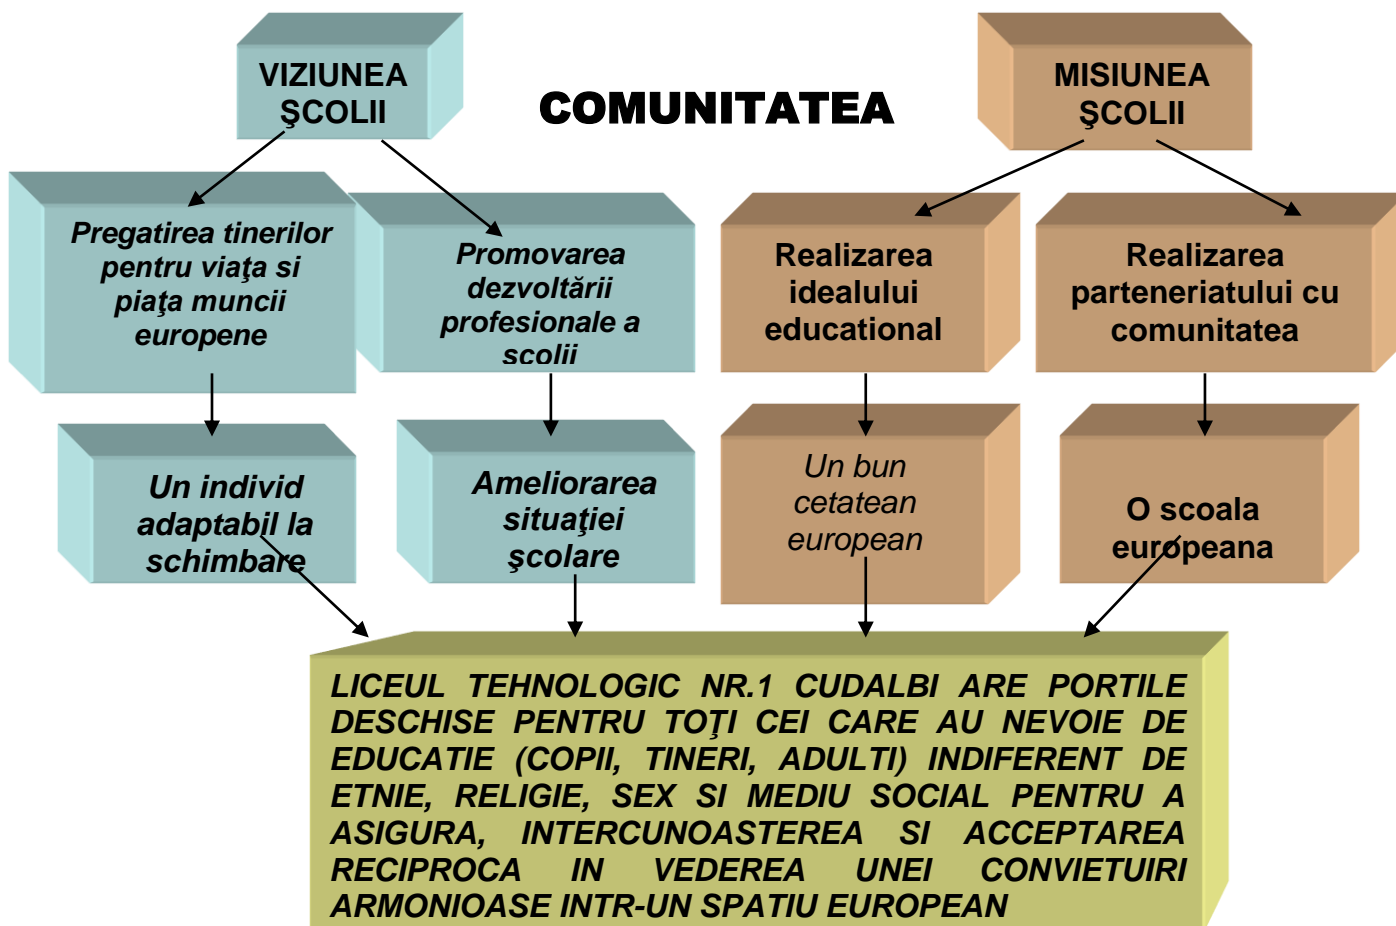 VIZIUNEA
ŞCOLII
COMUNITATEA
MISIUNEA
ŞCOLII
Pregatirea tinerilor
pentru viaţa si
piaţa muncii
europene
Promovarea
dezvoltării
profesionale a
scolii
Realizarea
idealului
educational
Realizarea
parteneriatului cu
comunitatea
Un individ
adaptabil la
schimbare
Ameliorarea
situaţiei
şcolare
Un bun
cetatean
european
O scoala
europeana
LICEUL TEHNOLOGIC NR.1 CUDALBI ARE PORTILE
DESCHISE PENTRU TOŢI CEI CARE AU NEVOIE DE
EDUCATIE (COPII, TINERI, ADULTI) INDIFERENT DE
ETNIE, RELIGIE, SEX SI MEDIU SOCIAL PENTRU A
ASIGURA, INTERCUNOASTEREA SI ACCEPTAREA
RECIPROCA IN VEDEREA UNEI CONVIETUIRI
ARMONIOASE INTR-UN SPATIU EUROPEAN